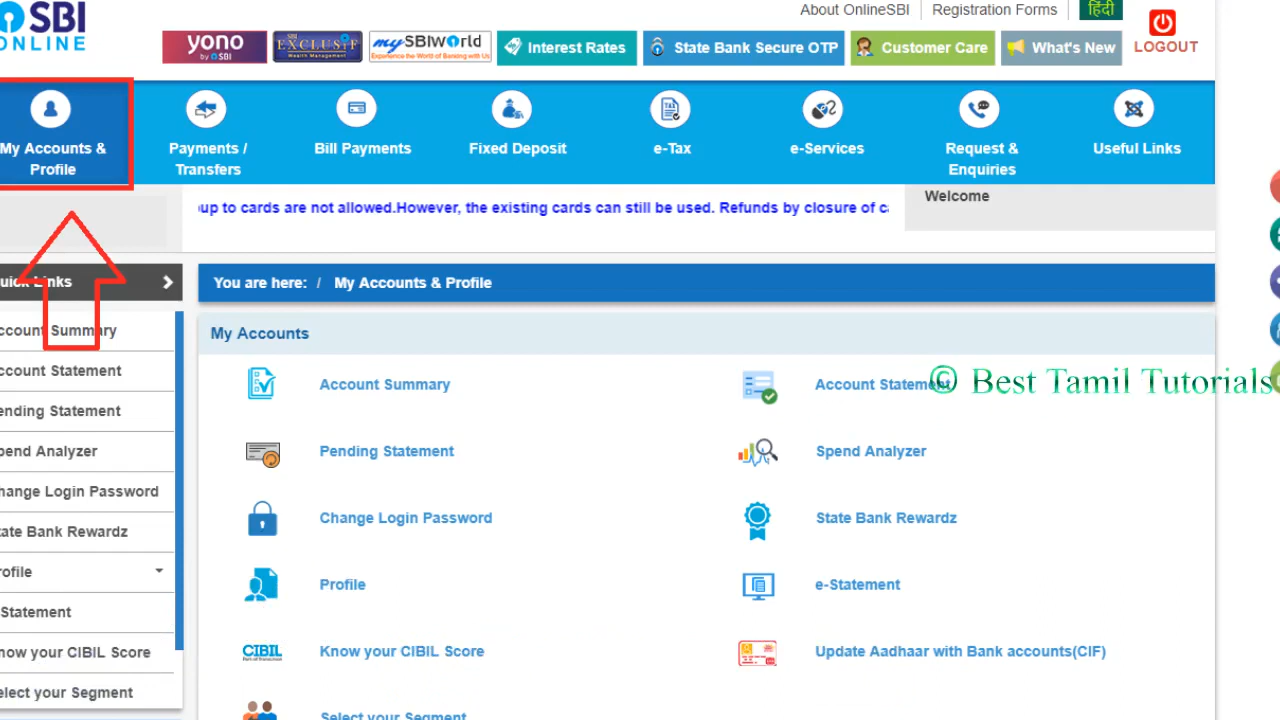 SBI
ONLINE
About OnlineSBI
Registration Forms
हिंदी
yono
by SBI
SBI
EXCLUSIF
Wealth Management
mySBIWorld
Experience the World of Banking with Us
Interest Rates
State Bank Secure OTP
Customer Care
What's New
LOGOUT
My Accounts &
Profile
Payments /
Transfers
Bill Payments
Fixed Deposit
e-Tax
e-Services
Request &
Enquiries
Useful Links
up to cards are not allowed.However, the existing cards can still be used. Refunds by closure of c
Welcome
uick Links
You are here: / My Accounts & Profile
ccount Summary
ccount Statement
ending Statement
pend Analyzer
hange Login Password
tate Bank Rewardz
rofile
Statement
now your CIBIL Score
elect your Segment
My Accounts
Account Summary
Account Statement
© Best Tamil Tutorials
Pending Statement
Spend Analyzer
Change Login Password
State Bank Rewardz
Profile
e-Statement
CIBIL
Know your CIBIL Score
Update Aadhaar with Bank accounts(CIF)
Select your Segment